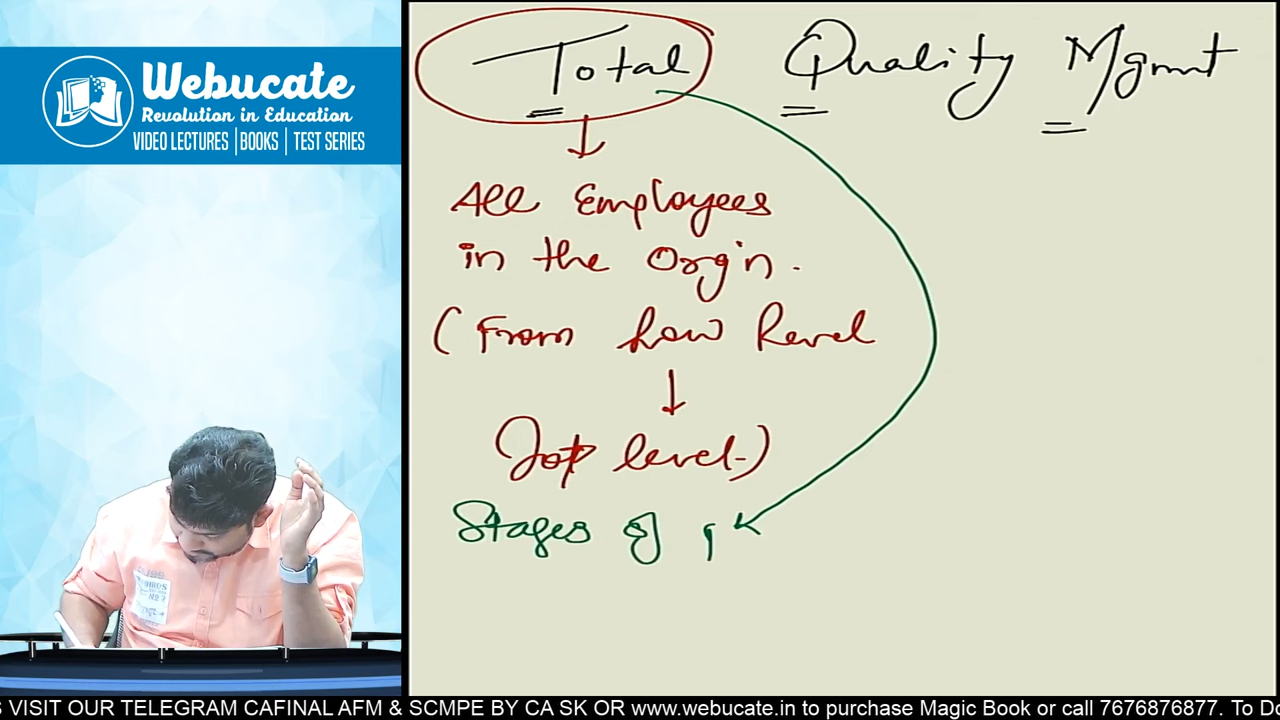 Webucate
Revolution in Education
VIDEO LECTURES | BOOKS | TEST SERIES
Total Quality Mgmnt
All Employees
in the Org'n.
(From Low Level
Top level.)
Stages of
VISIT OUR TELEGRAM CAFINAL AFM & SCMPE BY CA SK OR www.webucate.in to purchase Magic Book or call 7676876877. To Do